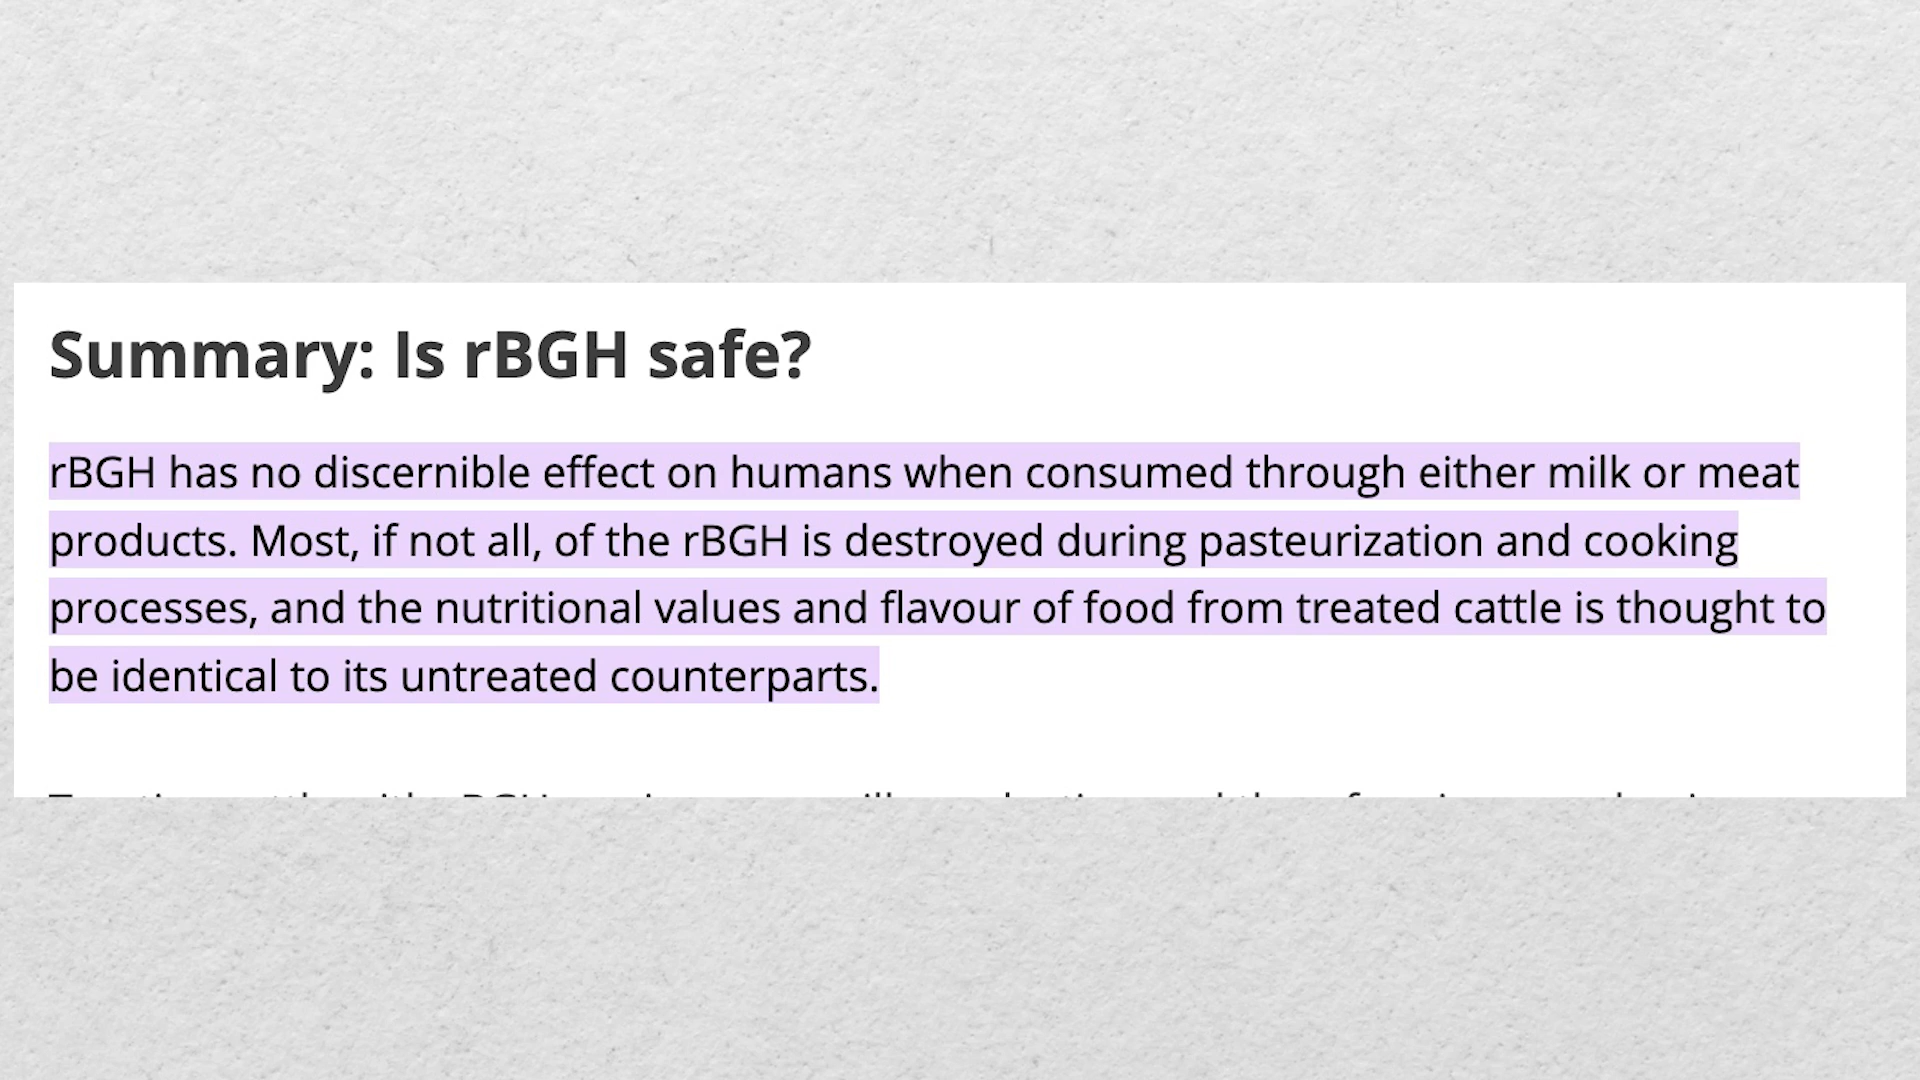 Summary: Is rBGH safe?
rBGH has no discernible effect on humans when consumed through either milk or meat
products. Most, if not all, of the rBGH is destroyed during pasteurization and cooking
processes, and the nutritional values and flavour of food from treated cattle is thought to
be identical to its untreated counterparts.